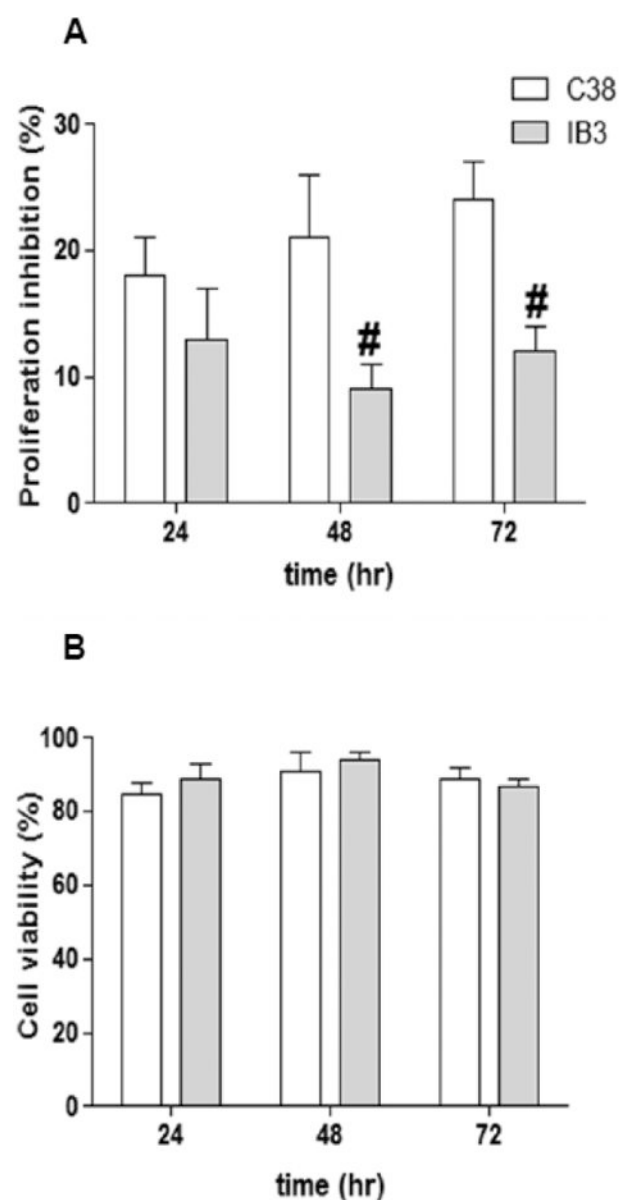 A
C38
IB3
Proliferation inhibition (%)
30
20
10
0
#
#
24 48 72
time (hr)
B
Cell viability (%)
100
80
60
40
20
0
24 48 72
time (hr)